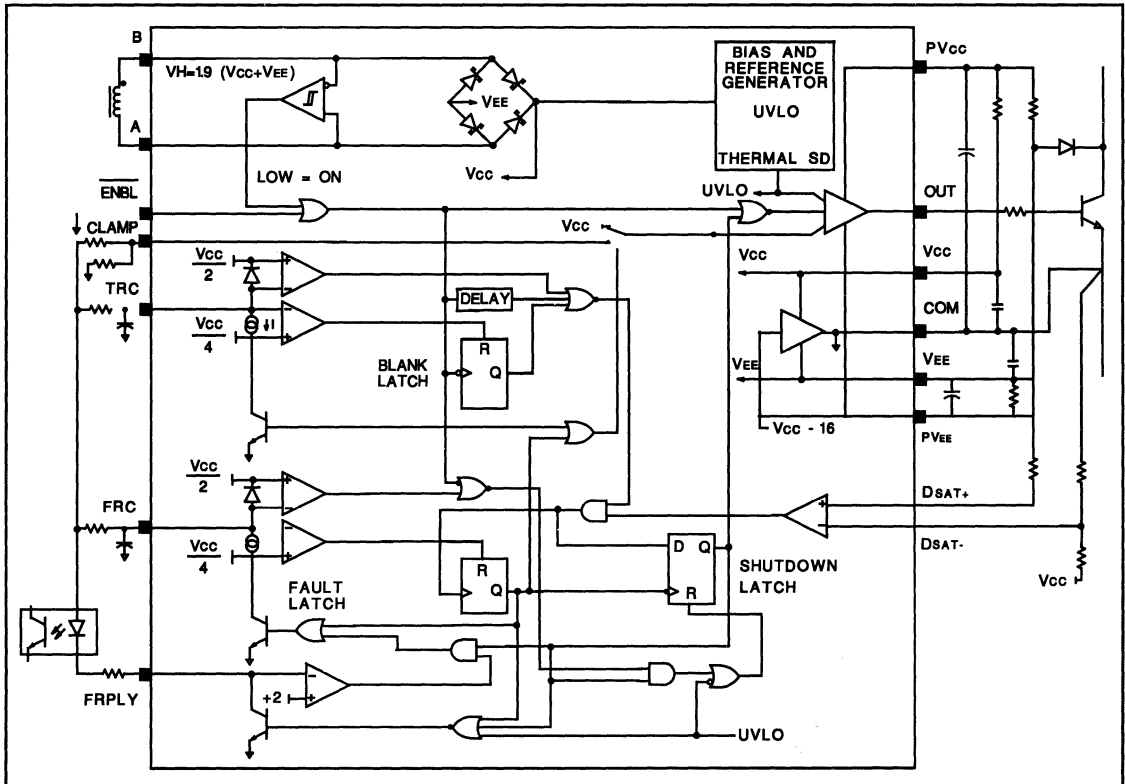 B
VH=1.9 (VCC+VEE)
BIAS AND
REFERENCE
GENERATOR
UVLO
THERMAL SD
PVCC
VEE
A
VCC
LOW = ON
ENBL
UVLO
OUT
CLAMP
VCC
VCC
2
VCC
VCC
TRC
DELAY
COM
↓I
VCC
4
R
Q
BLANK
LATCH
VEE
VEE
VCC - 16
PVEE
VCC
2
DSAT+
FRC
DSAT-
VCC
4
D Q
R
SHUTDOWN
LATCH
VCC
R
Q
FAULT
LATCH
FRPLY
+2
UVLO